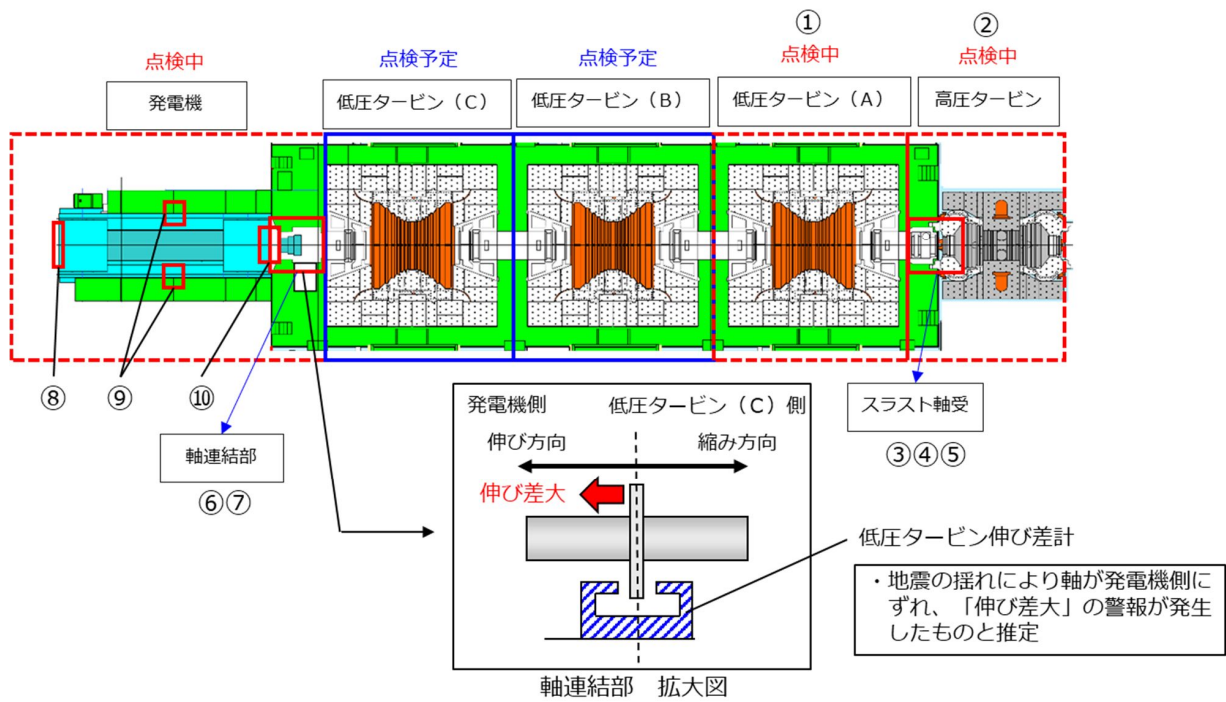 ① ②
点検中 点検予定 点検予定 点検中 点検中
発電機 低圧タービン（C） 低圧タービン（B） 低圧タービン（A） 高圧タービン
⑧ ⑨ ⑩
軸連結部
⑥⑦
スラスト軸受
③④⑤
発電機側 低圧タービン（C）側
伸び方向 縮み方向
伸び差大
軸連結部 拡大図
低圧タービン伸び差計
・地震の揺れにより軸が発電機側に
ずれ、「伸び差大」の警報が発生
したものと推定